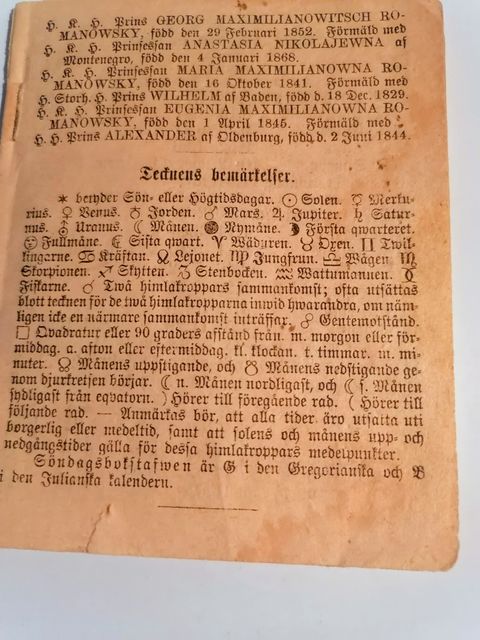 H. K. H. Prins GEORG MAXIMILIANOWITSCH RO-
MANOWSKY, född den 29 Februari 1852. Förmäld med
H. K. H. Prinsessan ANASTASIA NIKOLAJEWNA af
Montenegro, född den 4 Januari 1868.
H. K. H. Prinsessan MARIA MAXIMILIANOWNA RO-
MANOWSKY, född den 16 Oktober 1841. Förmäld med
H. Storh. H. Prins WILHELM af Baden, född d. 18 Dec. 1829.
H. K. H. Prinsessan EUGENIA MAXIMILIANOWNA RO-
MANOWSKY, född den 1 April 1845. Förmäld med
H. H. Prins ALEXANDER af Oldenburg, född d. 2 Juni 1844.
Tecknens bemärkelser.
✶ betyder Sön- eller Högtidsdagar. ☉ Solen. ☿ Merku-
rius. ♀ Venus. ♁ Jorden. ♂ Mars. ♃ Jupiter. ♄ Satur-
nus. ⛢ Uranus. ☾ Månen. Nymåne. Första qwarteret.
Fullmåne. Sista qwart. ♈ Wäduren. ♉ Oxen. ♊ Twil-
lingarne. ♋ Kräftan. ♌ Lejonet. ♍ Jungfrun. ♎ Wågen ♏
Skorpionen. ♐ Skytten. ♑ Stenbocken. ♒ Wattumannen. ♓
Fiskarne. ☌ Twå himlakroppars sammankomst; ofta utsättas
blott tecknen för de twå himlakropparna inwid hwarandra, om näm-
ligen icke en närmare sammankomst inträffar. ☍ Gentemotstånd.
□ Qvadratur eller 90 graders afstånd från. m. morgon eller för-
middag. a. afton eller eftermiddag. kl. klockan. t. timmar. m. mi-
nuter. ☊ Månens uppstigande, och ☋ Månens nedstigande ge-
nom djurkretsen börjar. ☾ n. Månen nordligast, och ☾ s. Månen
sydligast från eqvatorn. ) Hörer till föregående rad. ( Hörer till
följande rad. — Anmärkas bör, att alla tider äro utsatta uti
borgerlig eller medeltid, samt att solens och månens upp- och
nedgångstider gälla för dessa himlakroppars medelpunkter.
Söndagsbokstafwen är G i den Gregorianska och B
i den Julianska kalendern.